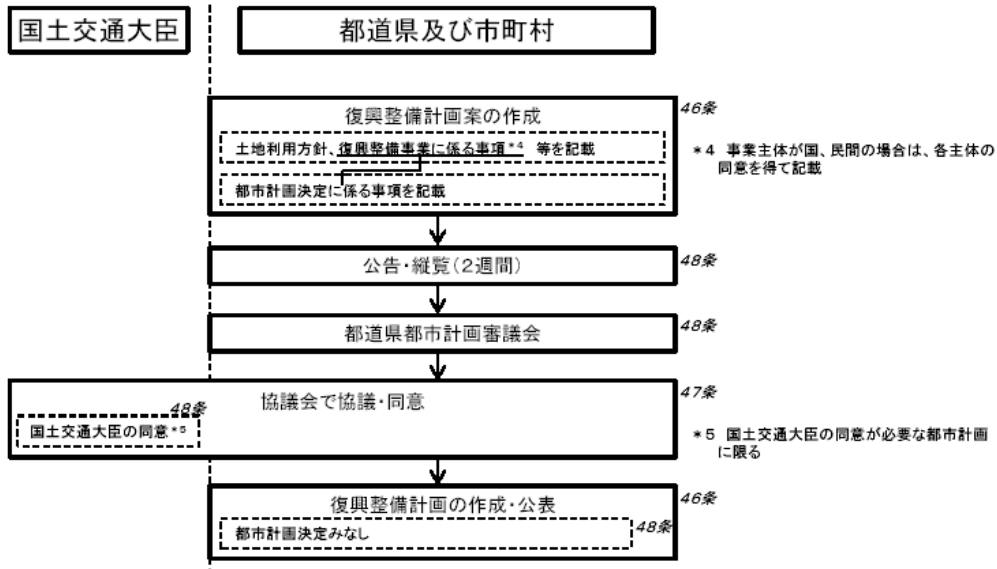 国土交通大臣
都道県及び市町村
復興整備計画案の作成
46条
土地利用方針、復興整備事業に係る事項*4 等を記載
都市計画決定に係る事項を記載
*4 事業主体が国、民間の場合は、各主体の
同意を得て記載
公告・縦覧(2週間)
48条
都道県都市計画審議会
48条
協議会で協議・同意
47条
48条
国土交通大臣の同意*5
*5 国土交通大臣の同意が必要な都市計画
に限る
復興整備計画の作成・公表
46条
都市計画決定みなし
48条